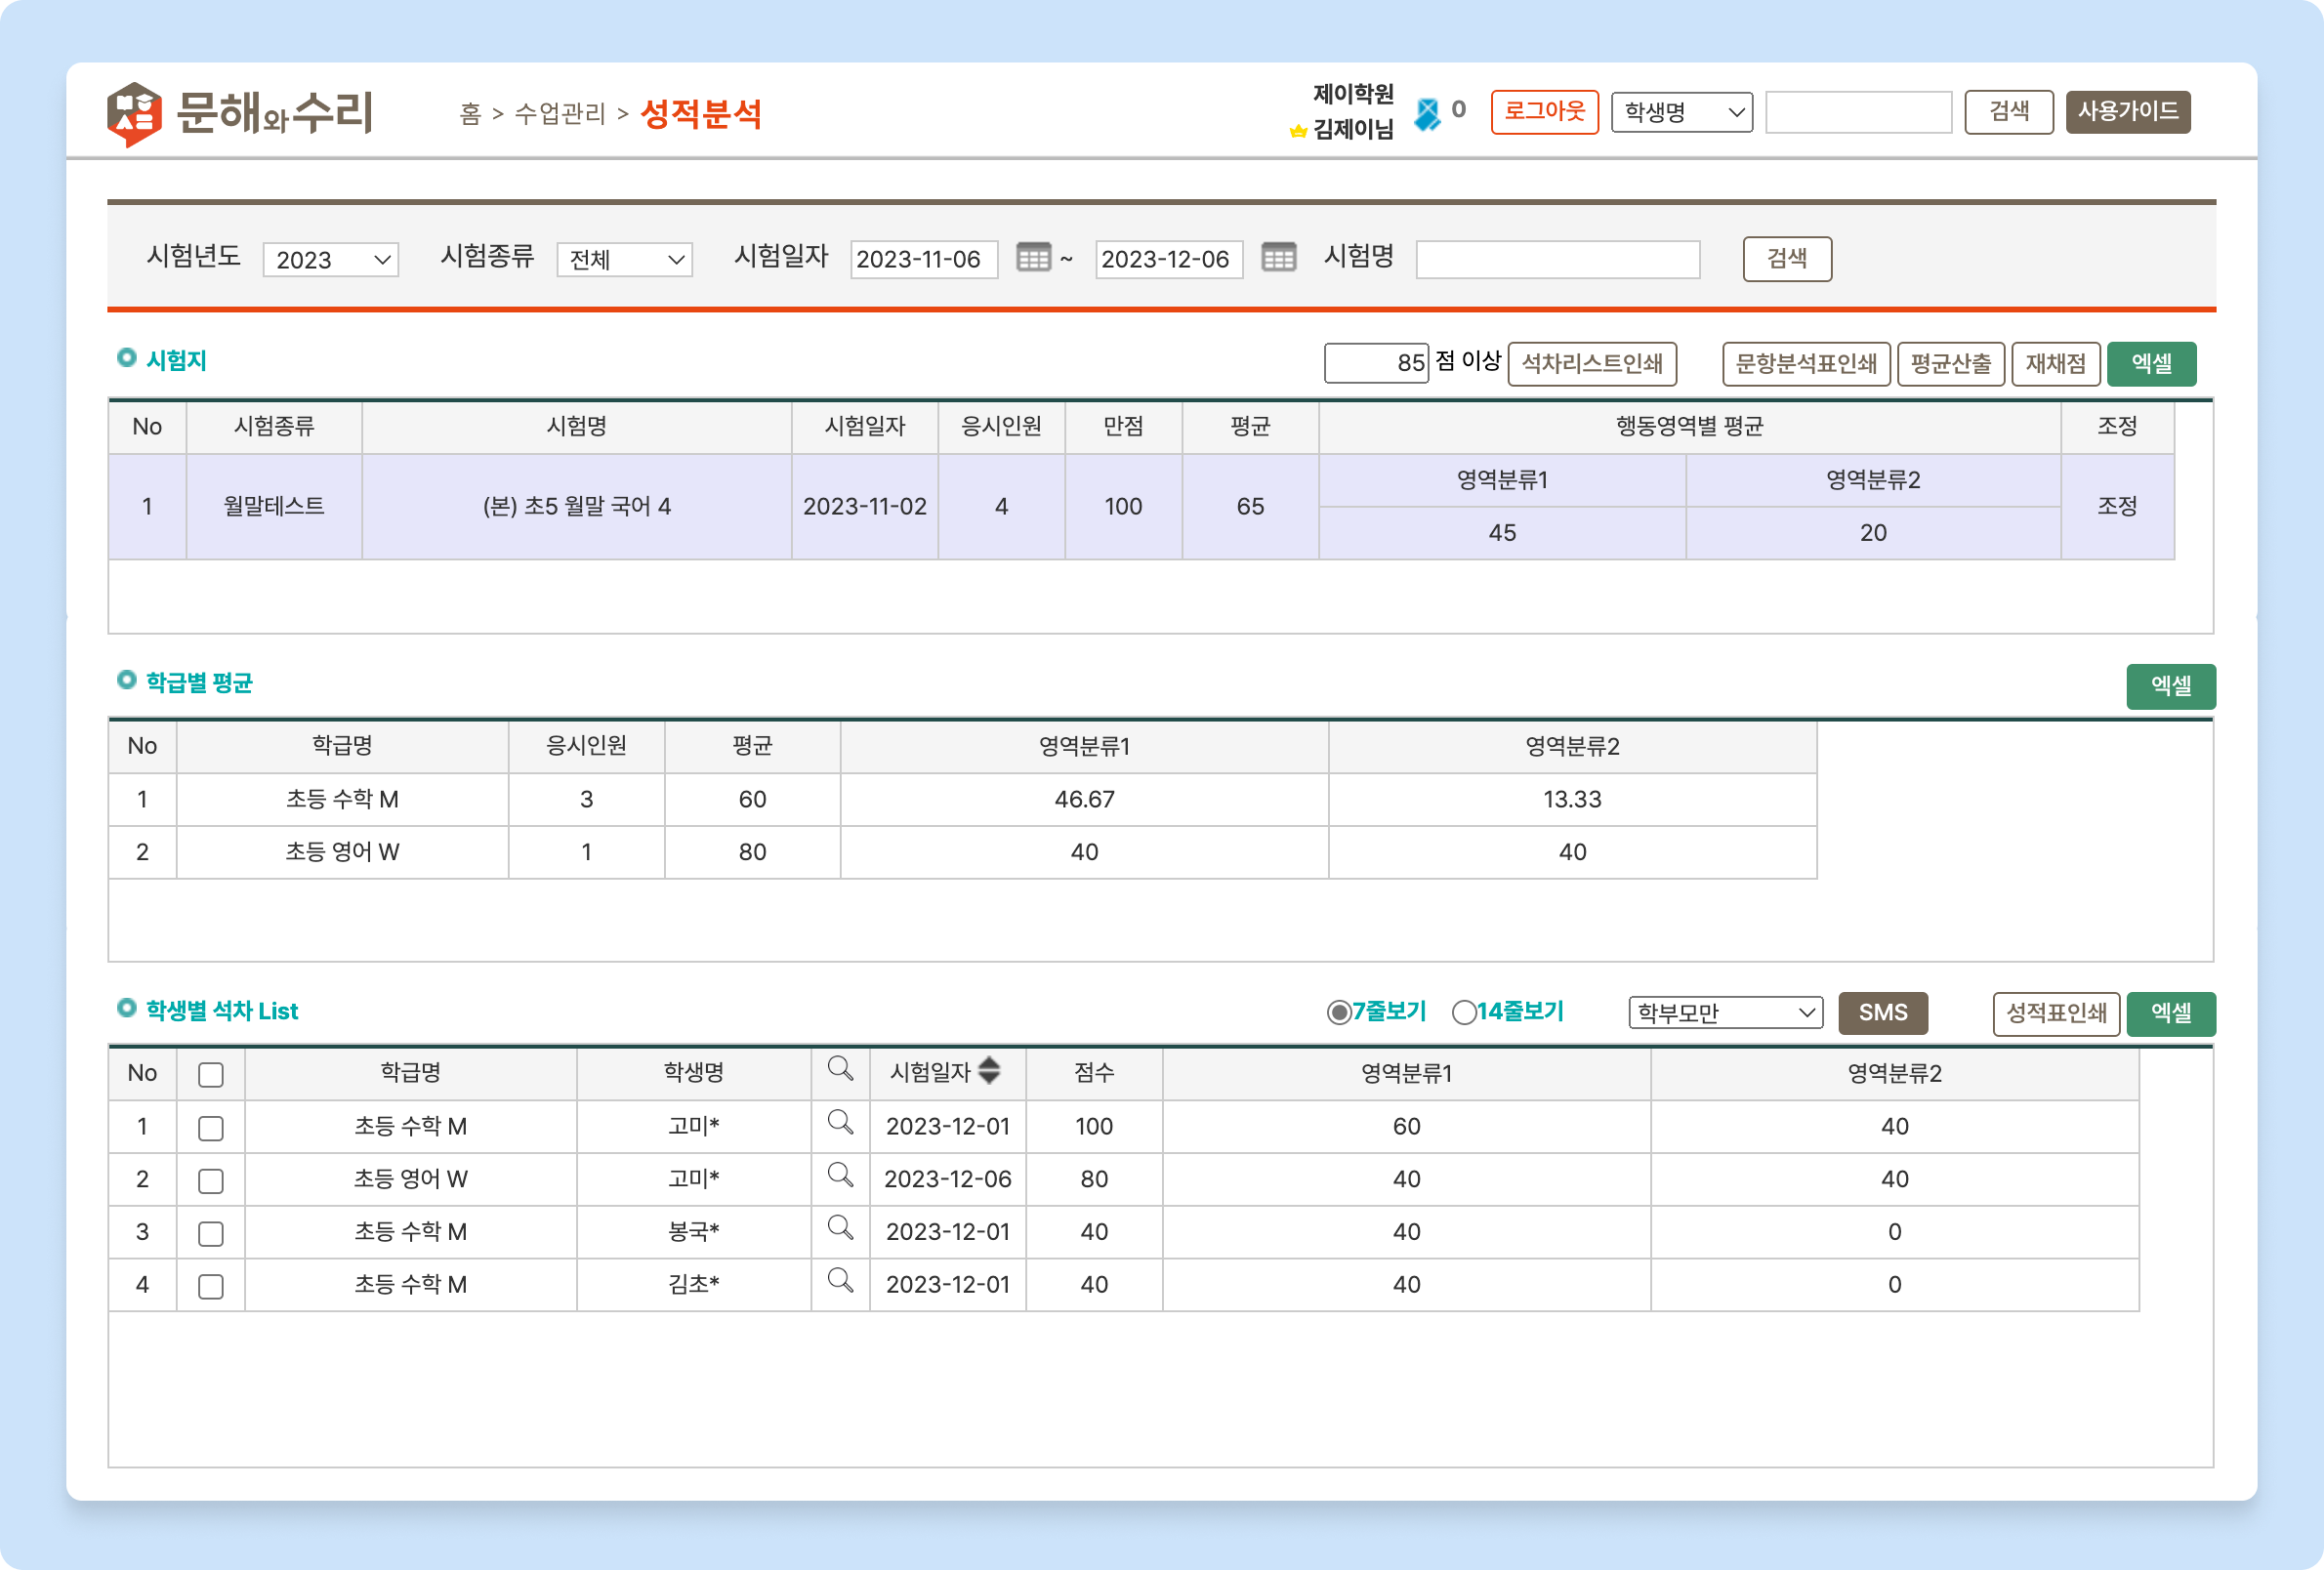 문해와수리
홈 > 수업관리 > 성적분석
제이학원
김제이님
0
로그아웃
학생명
검색
사용가이드
시험년도 2023 시험종류 전체 시험일자 2023-11-06 ~ 2023-12-06 시험명 검색
시험지
85 점 이상 석차리스트인쇄 문항분석표인쇄 평균산출 재채점 엑셀
No 시험종류 시험명 시험일자 응시인원 만점 평균 행동영역별 평균 조정
영역분류1 영역분류2
1 월말테스트 (본) 초5 월말 국어 4 2023-11-02 4 100 65 조정
45 20
학급별 평균 엑셀
No 학급명 응시인원 평균 영역분류1 영역분류2
1 초등 수학 M 3 60 46.67 13.33
2 초등 영어 W 1 80 40 40
학생별 석차 List 7줄보기 14줄보기 학부모만 SMS 성적표인쇄 엑셀
No 학급명 학생명 시험일자 점수 영역분류1 영역분류2
1 초등 수학 M 고미* 2023-12-01 100 60 40
2 초등 영어 W 고미* 2023-12-06 80 40 40
3 초등 수학 M 봉국* 2023-12-01 40 40 0
4 초등 수학 M 김초* 2023-12-01 40 40 0